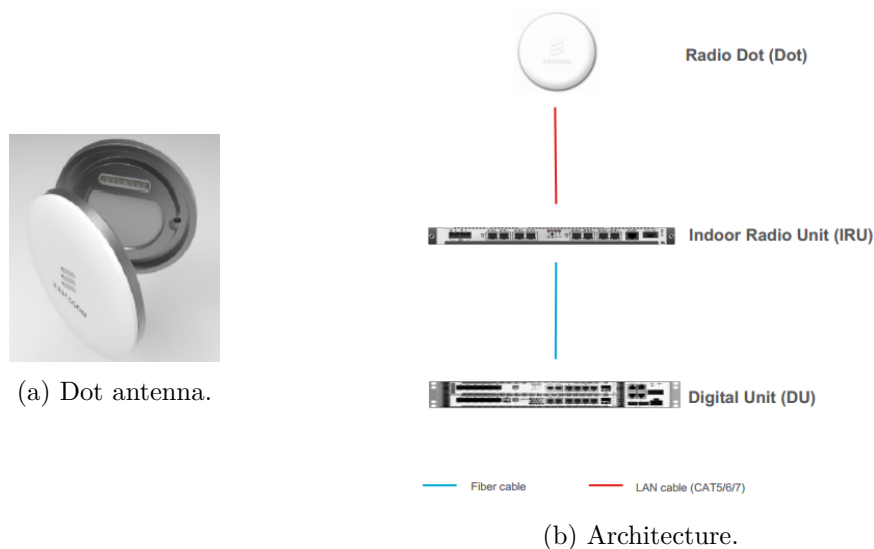 ERICSSON
(a) Dot antenna.
Radio Dot (Dot)
Indoor Radio Unit (IRU)
Digital Unit (DU)
Fiber cable
LAN cable (CAT5/6/7)
(b) Architecture.